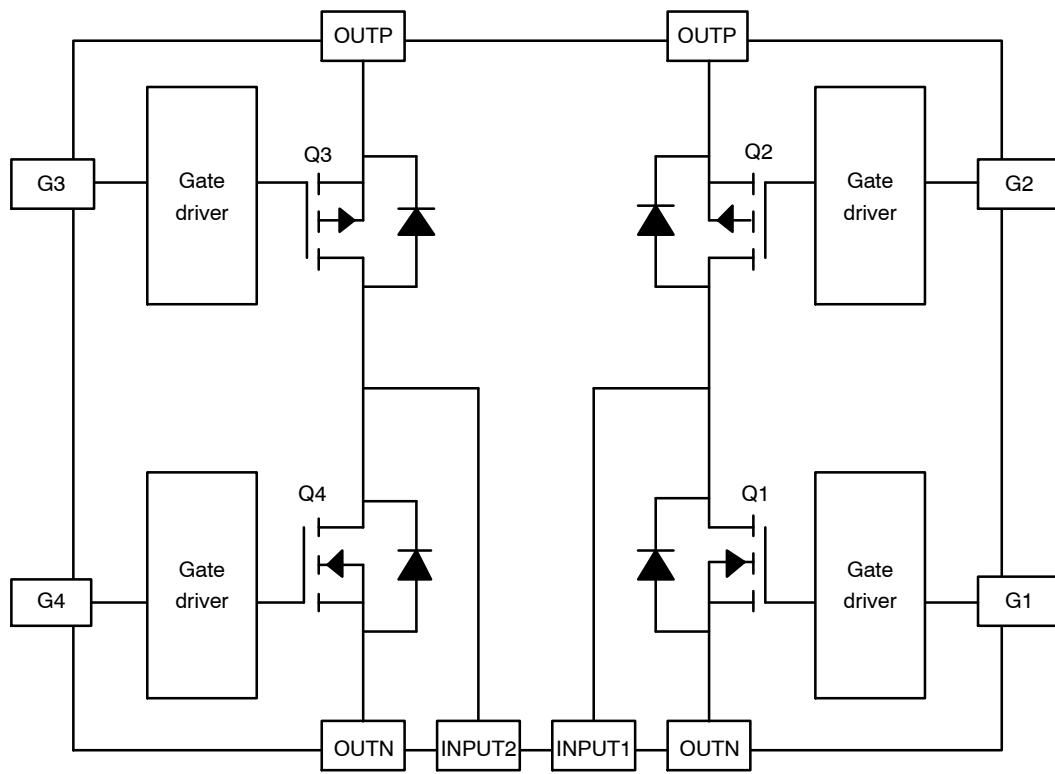 OUTP
OUTP
Q3
Q2
G3
Gate
driver
Gate
driver
G2
Q4
Q1
Gate
driver
Gate
driver
G4
G1
OUTN
INPUT2
INPUT1
OUTN